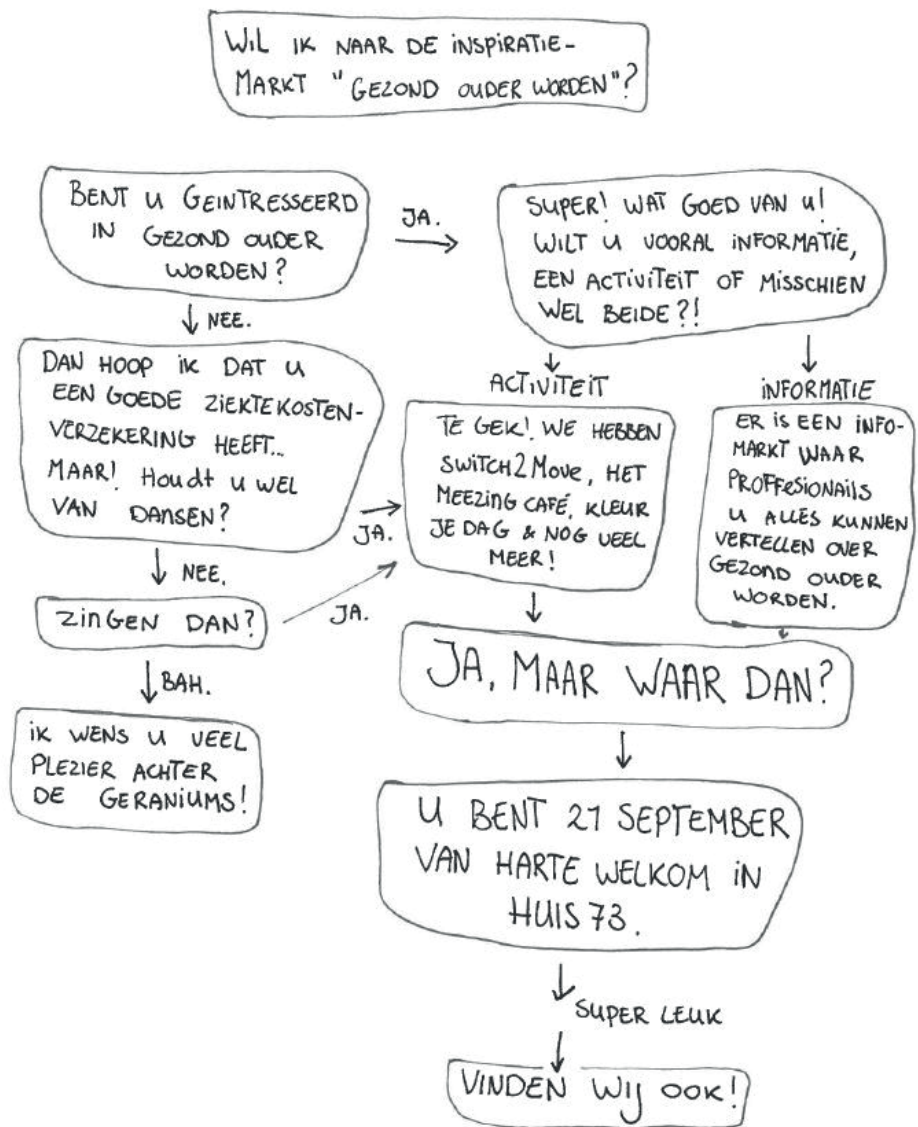 WIL IK NAAR DE INSPIRATIE-
MARKT "GEZOND OUDER WORDEN"?
BENT U GEINTRESSEERD
IN GEZOND OUDER
WORDEN?
JA.
SUPER! WAT GOED VAN U!
WILT U VOORAL INFORMATIE,
EEN ACTIVITEIT OF MISSCHIEN
WEL BEIDE?!
NEE.
DAN HOOP IK DAT U
EEN GOEDE ZIEKTEKOSTEN-
VERZEKERING HEEFT...
MAAR! Houdt U WEL
VAN DANSEN?
JA.
ACTIVITEIT
TE GEK! WE HEBBEN
SWITCH2MOVE, HET
MEEZING CAFÉ, KLEUR
JE DAG & NOG VEEL
MEER!
INFORMATIE
ER IS EEN INFO-
MARKT WAAR
PROFFESIONAILS
U ALLES KUNNEN
VERTELLEN OVER
GEZOND OUDER
WORDEN.
NEE.
ZINGEN DAN?
JA.
BAH.
IK WENS U VEEL
PLEZIER ACHTER
DE GERANIUMS!
JA, MAAR WAAR DAN?
U BENT 21 SEPTEMBER
VAN HARTE WELKOM IN
HUIS 73.
SUPER LEUK
VINDEN WIJ OOK!